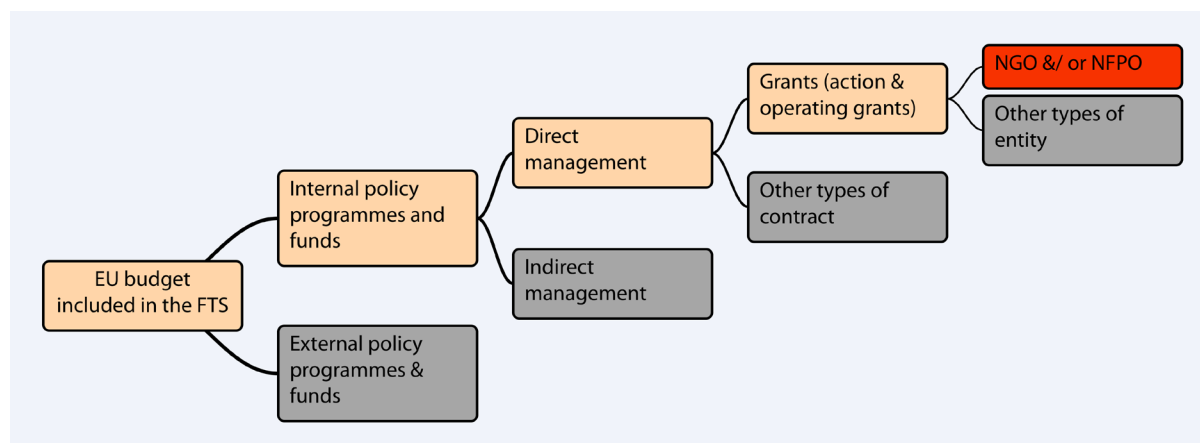 EU budget
included in the FTS
Internal policy
programmes and
funds
External policy
programmes &
funds
Direct
management
Indirect
management
Grants (action &
operating grants)
Other types of
contract
NGO &/ or NFPO
Other types of
entity